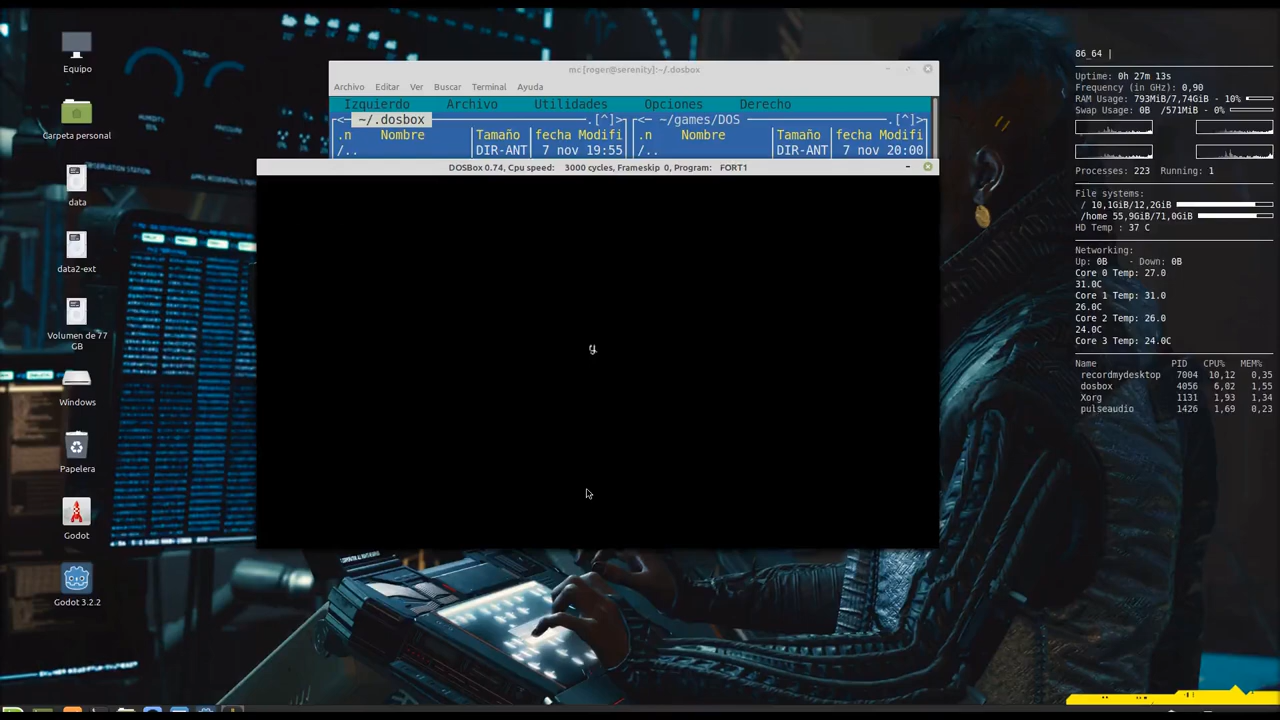 Equipo
Carpeta personal
data
data2-ext
Volumen de 77
GB
Windows
Papelera
Godot
Godot 3.2.2
mc [roger@serenity]:~/.dosbox
Archivo Editar Ver Buscar Terminal Ayuda
Izquierdo Archivo Utilidades Opciones Derecho
<─ ~/.dosbox .[^]> <─ ~/games/DOS .[^]>
.n Nombre Tamaño fecha Modifi .n Nombre Tamaño fecha Modifi
/.. DIR-ANT 7 nov 19:55 /.. DIR-ANT 7 nov 20:00
DOSBox 0.74, Cpu speed: 3000 cycles, Frameskip 0, Program: FORT1
86_64 |
Uptime: 0h 27m 13s
Frequency (in GHz): 0,90
RAM Usage: 793MiB/7,74GiB - 10%
Swap Usage: 0B /571MiB - 0%
Processes: 223 Running: 1
File systems:
/ 10,1GiB/12,2GiB
/home 55,9GiB/71,0GiB
HD Temp : 37 C
Networking:
Up: 0B - Down: 0B
Core 0 Temp: 27.0
31.0C
Core 1 Temp: 31.0
Core 2 Temp: 26.0
24.0C
Core 3 Temp: 24.0C
Name PID CPU% MEM%
recordmydesktop 7004 10,12 0,35
dosbox 4056 6,02 1,55
Xorg 1131 1,93 1,34
pulseaudio 1426 1,69 0,23